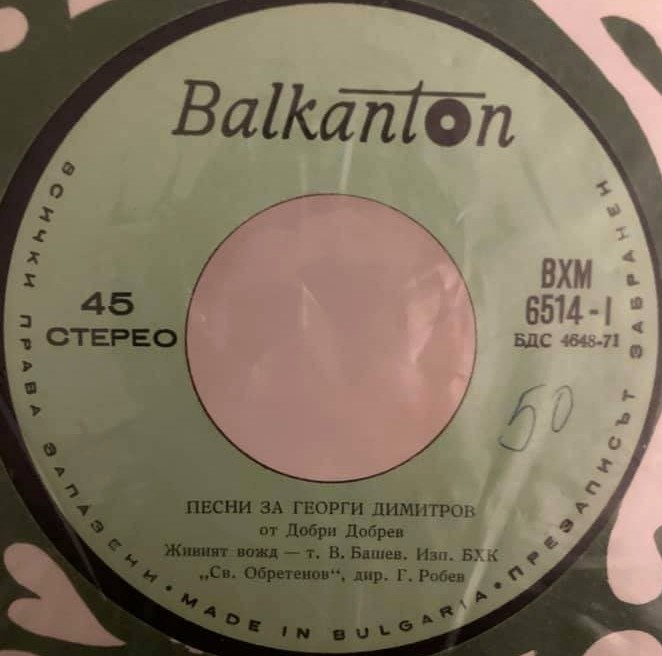 Balkanton
45
СТЕРЕО
ВХМ
6514-I
БДС 4648-71
50
ПЕСНИ ЗА ГЕОРГИ ДИМИТРОВ
от Добри Добрев
Живият вожд — т. В. Башев. Изп. БХК
„Св. Обретенов“, дир. Г. Робев
ВСИЧКИ ПРАВА ЗАПАЗЕНИ • MADE IN BULGARIA • ПРЕЗАПИСЪТ ЗАБРАНЕН